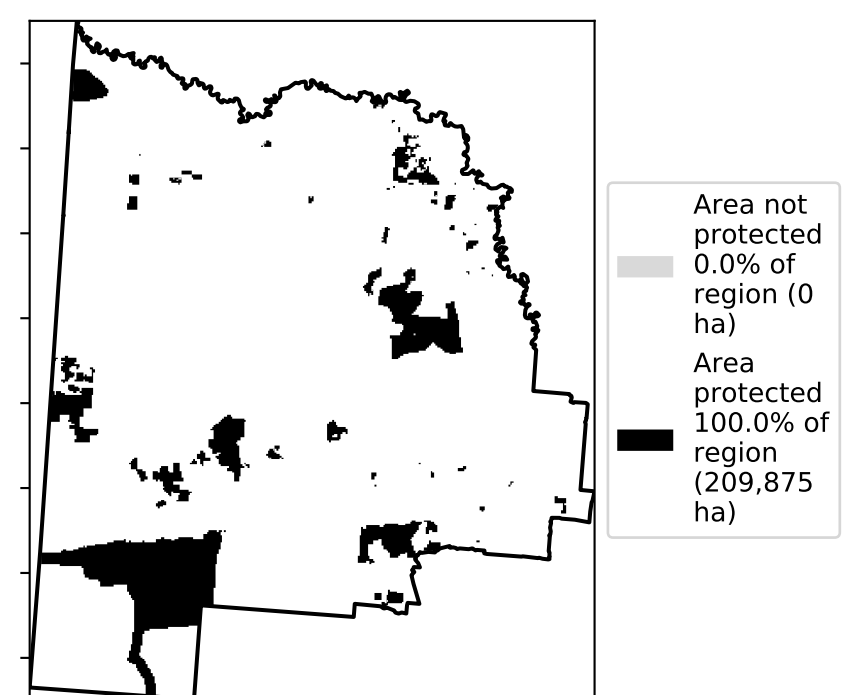 Area not
protected
0.0% of
region (0
ha)
Area
protected
100.0% of
region
(209,875
ha)